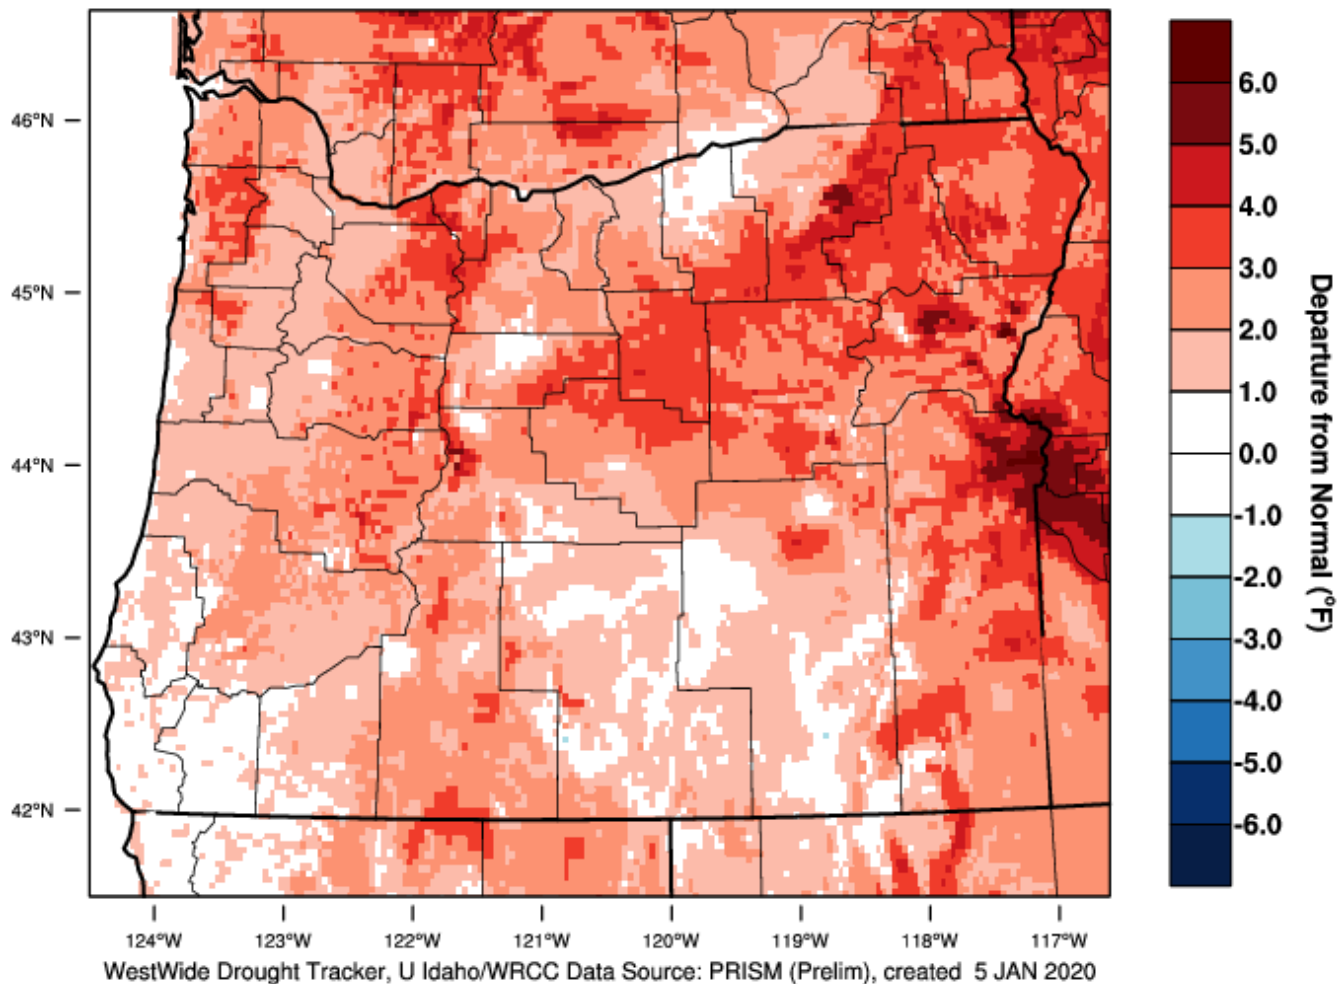 46°N
45°N
44°N
43°N
42°N
124°W 123°W 122°W 121°W 120°W 119°W 118°W 117°W
6.0
5.0
4.0
3.0
2.0
1.0
0.0
-1.0
-2.0
-3.0
-4.0
-5.0
-6.0
Departure from Normal (°F)
WestWide Drought Tracker, U Idaho/WRCC Data Source: PRISM (Prelim), created 5 JAN 2020